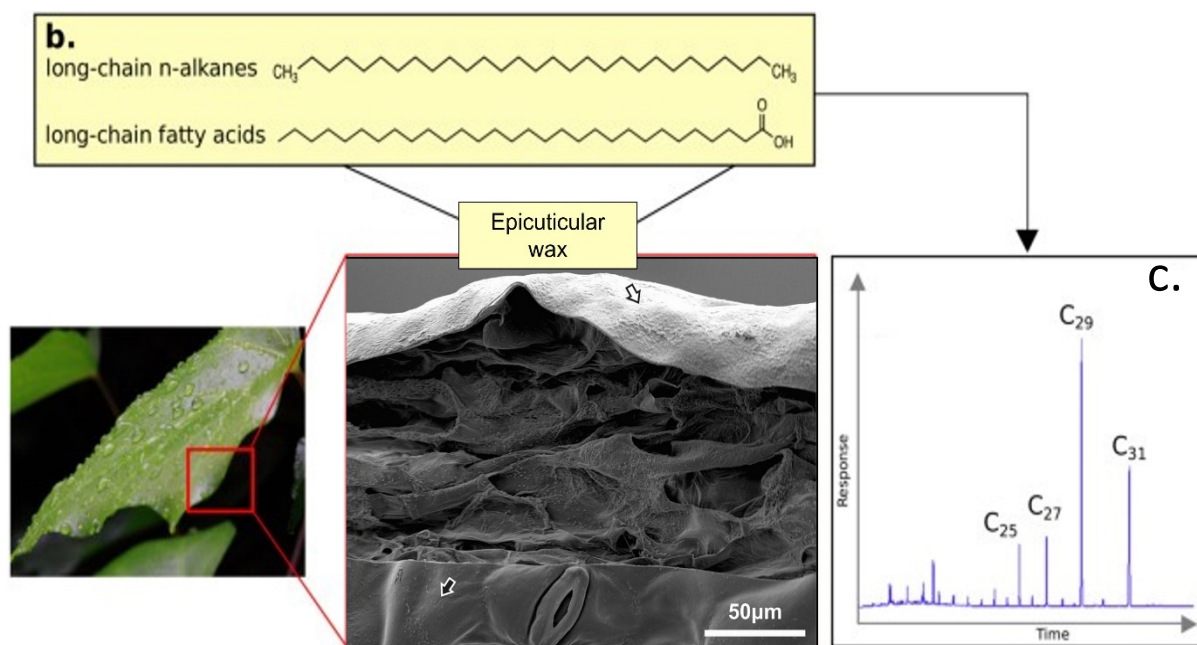 b.
long-chain n-alkanes CH₃ CH₃
long-chain fatty acids O OH
Epicuticular
wax
50µm
c.
Response
C₂₅
C₂₇
C₂₉
C₃₁
Time